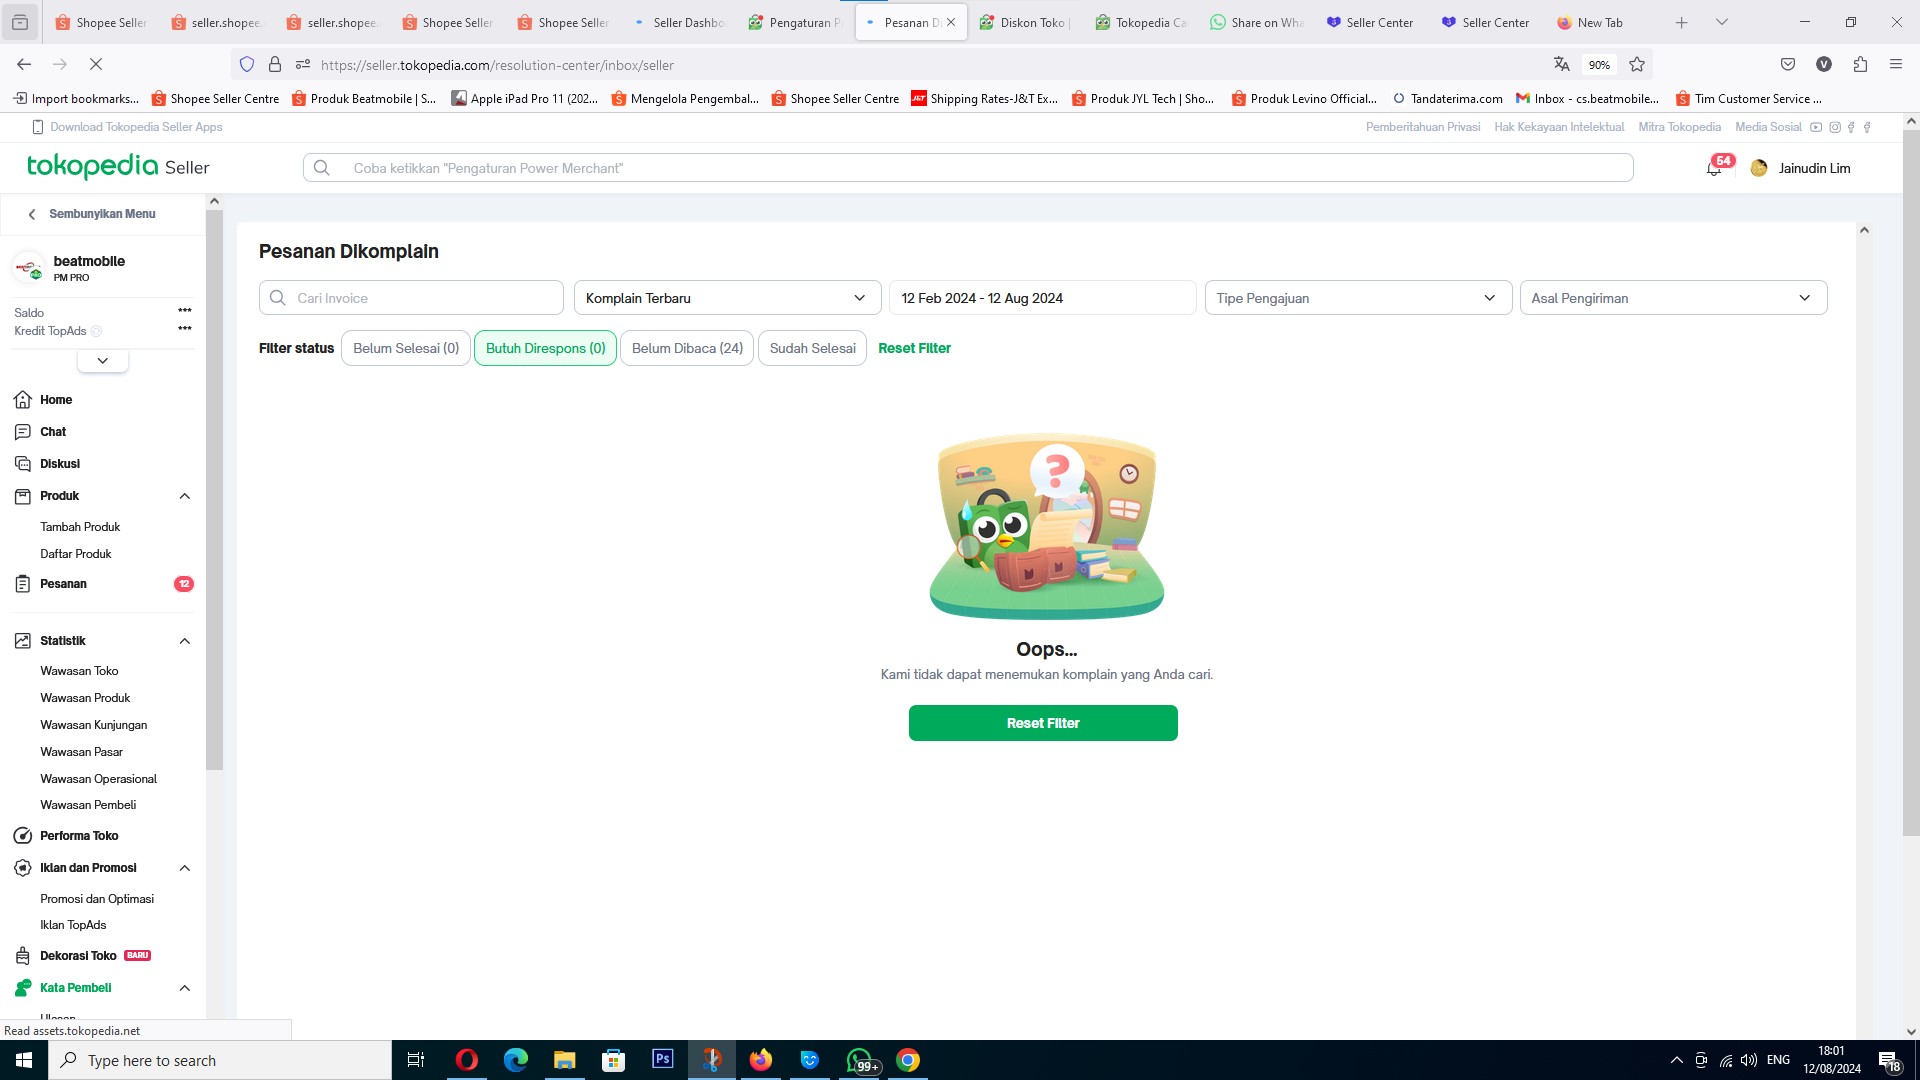 Shopee Seller
seller.shopee.
seller.shopee.
Shopee Seller
Shopee Seller
Seller Dashbo
Pengaturan P
Pesanan D
Diskon Toko |
Tokopedia Ca
Share on Wha
Seller Center
Seller Center
New Tab
https://seller.tokopedia.com/resolution-center/inbox/seller
90%
V
Import bookmarks...
Shopee Seller Centre
Produk Beatmobile | S...
Apple iPad Pro 11 (202...
Mengelola Pengembal...
Shopee Seller Centre
J&T
Shipping Rates-J&T Ex...
Produk JYL Tech | Sho...
Produk Levino Official...
Tandaterima.com
Inbox - cs.beatmobile...
Tim Customer Service ...
Download Tokopedia Seller Apps
Pemberitahuan Privasi
Hak Kekayaan Intelektual
Mitra Tokopedia
Media Sosial
tokopedia Seller
Coba ketikkan "Pengaturan Power Merchant"
54
Jainudin Lim
Sembunyikan Menu
beatmobile
PM PRO
Saldo ***
Kredit TopAds ***
Home
Chat
Diskusi
Produk
Tambah Produk
Daftar Produk
Pesanan 12
Statistik
Wawasan Toko
Wawasan Produk
Wawasan Kunjungan
Wawasan Pasar
Wawasan Operasional
Wawasan Pembeli
Performa Toko
Iklan dan Promosi
Promosi dan Optimasi
Iklan TopAds
Dekorasi Toko BARU
Kata Pembeli
Ulasan
Pesanan Dikomplain
Cari Invoice
Komplain Terbaru
12 Feb 2024 - 12 Aug 2024
Tipe Pengajuan
Asal Pengiriman
Filter status
Belum Selesai (0)
Butuh Direspons (0)
Belum Dibaca (24)
Sudah Selesai
Reset Filter
?
Oops...
Kami tidak dapat menemukan komplain yang Anda cari.
Reset Filter
Read assets.tokopedia.net
Type here to search
Ps
99+
ENG
18:01
12/08/2024
18